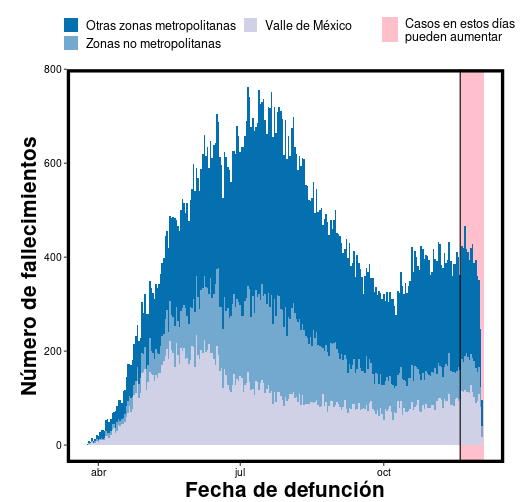 Otras zonas metropolitanas
Valle de México
Casos en estos días
pueden aumentar
Zonas no metropolitanas
800
600
400
200
0
Número de fallecimientos
abr
jul
oct
Fecha de defunción